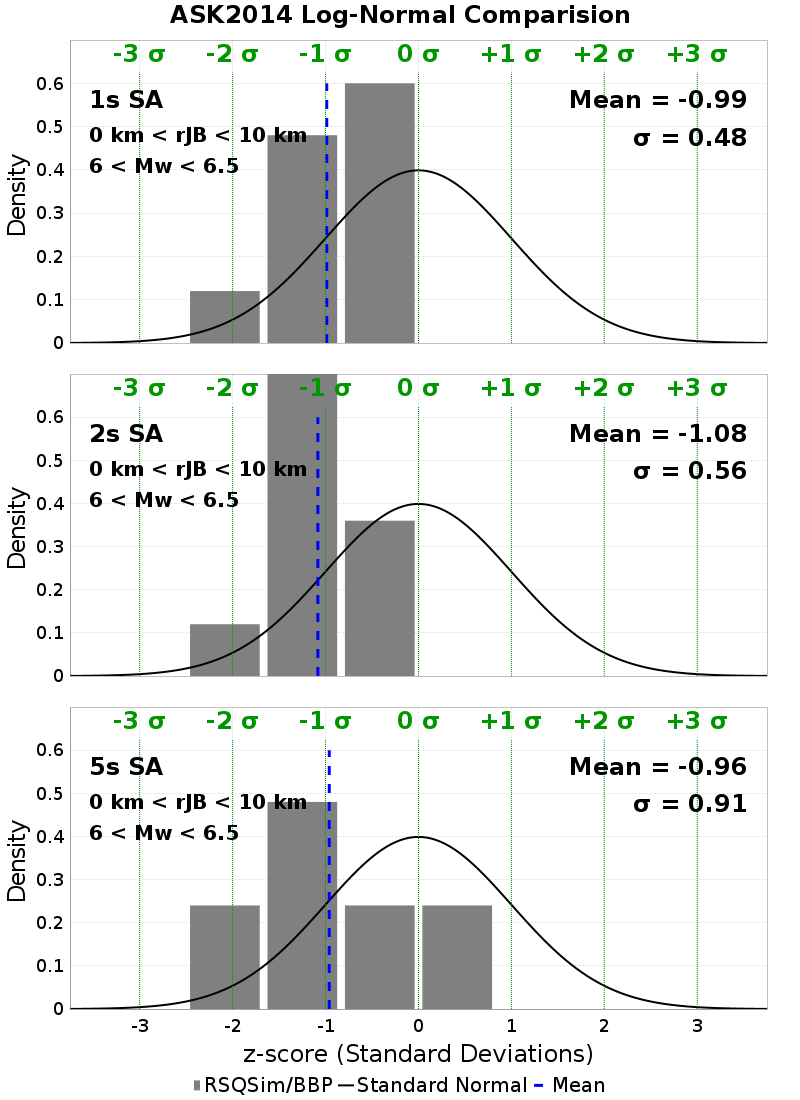 ASK2014 Log-Normal Comparision
-3 σ -2 σ -1 σ 0 σ +1 σ +2 σ +3 σ
1s SA
0 km < rJB < 10 km
6 < Mw < 6.5
Mean = -0.99
σ = 0.48
Density
0.6
0.5
0.4
0.3
0.2
0.1
0
-3 σ -2 σ -1 σ 0 σ +1 σ +2 σ +3 σ
2s SA
0 km < rJB < 10 km
6 < Mw < 6.5
Mean = -1.08
σ = 0.56
Density
0.6
0.5
0.4
0.3
0.2
0.1
0
-3 σ -2 σ -1 σ 0 σ +1 σ +2 σ +3 σ
5s SA
0 km < rJB < 10 km
6 < Mw < 6.5
Mean = -0.96
σ = 0.91
Density
0.6
0.5
0.4
0.3
0.2
0.1
0
-3 -2 -1 0 1 2 3
z-score (Standard Deviations)
RSQSim/BBP Standard Normal Mean